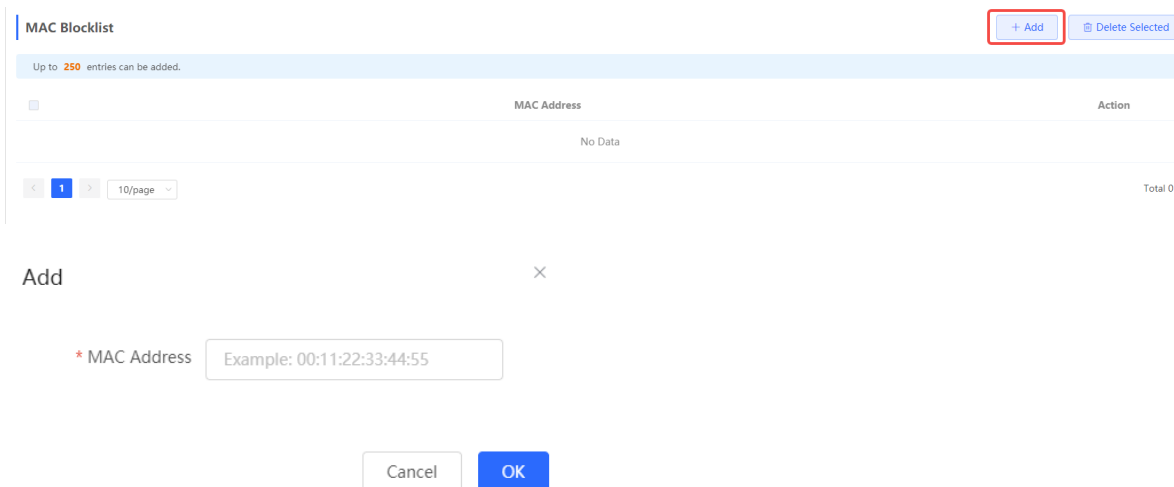 MAC Blocklist
+ Add
Delete Selected
Up to 250 entries can be added.
MAC Address
Action
No Data
< 1 > 10/page
Total 0
Add
* MAC Address
Example: 00:11:22:33:44:55
Cancel
OK